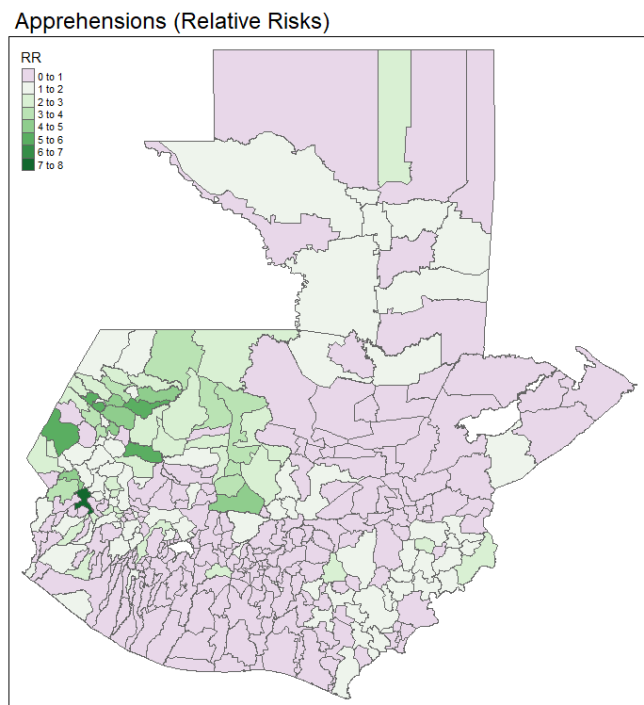 Apprehensions (Relative Risks)
RR
0 to 1
1 to 2
2 to 3
3 to 4
4 to 5
5 to 6
6 to 7
7 to 8